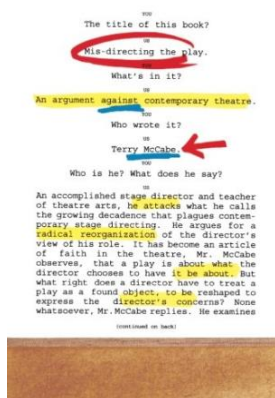 YOU
The title of this book?
US
Mis-directing the play.
YOU
What's in it?
US
An argument against contemporary theatre.
YOU
Who wrote it?
US
Terry McCabe.
YOU
Who is he? What does he say?
US
An accomplished stage director and teacher
of theatre arts, he attacks what he calls
the growing decadence that plagues contem-
porary stage directing. He argues for a
radical reorganization of the director's
view of his role. It has become an article
of faith in the theatre, Mr. McCabe
observes, that a play is about what the
director chooses to have it be about. But
what right does a director have to treat a
play as a found object, to be reshaped to
express the director's concerns? None
whatsoever, Mr. McCabe replies. He examines
(continued on back)